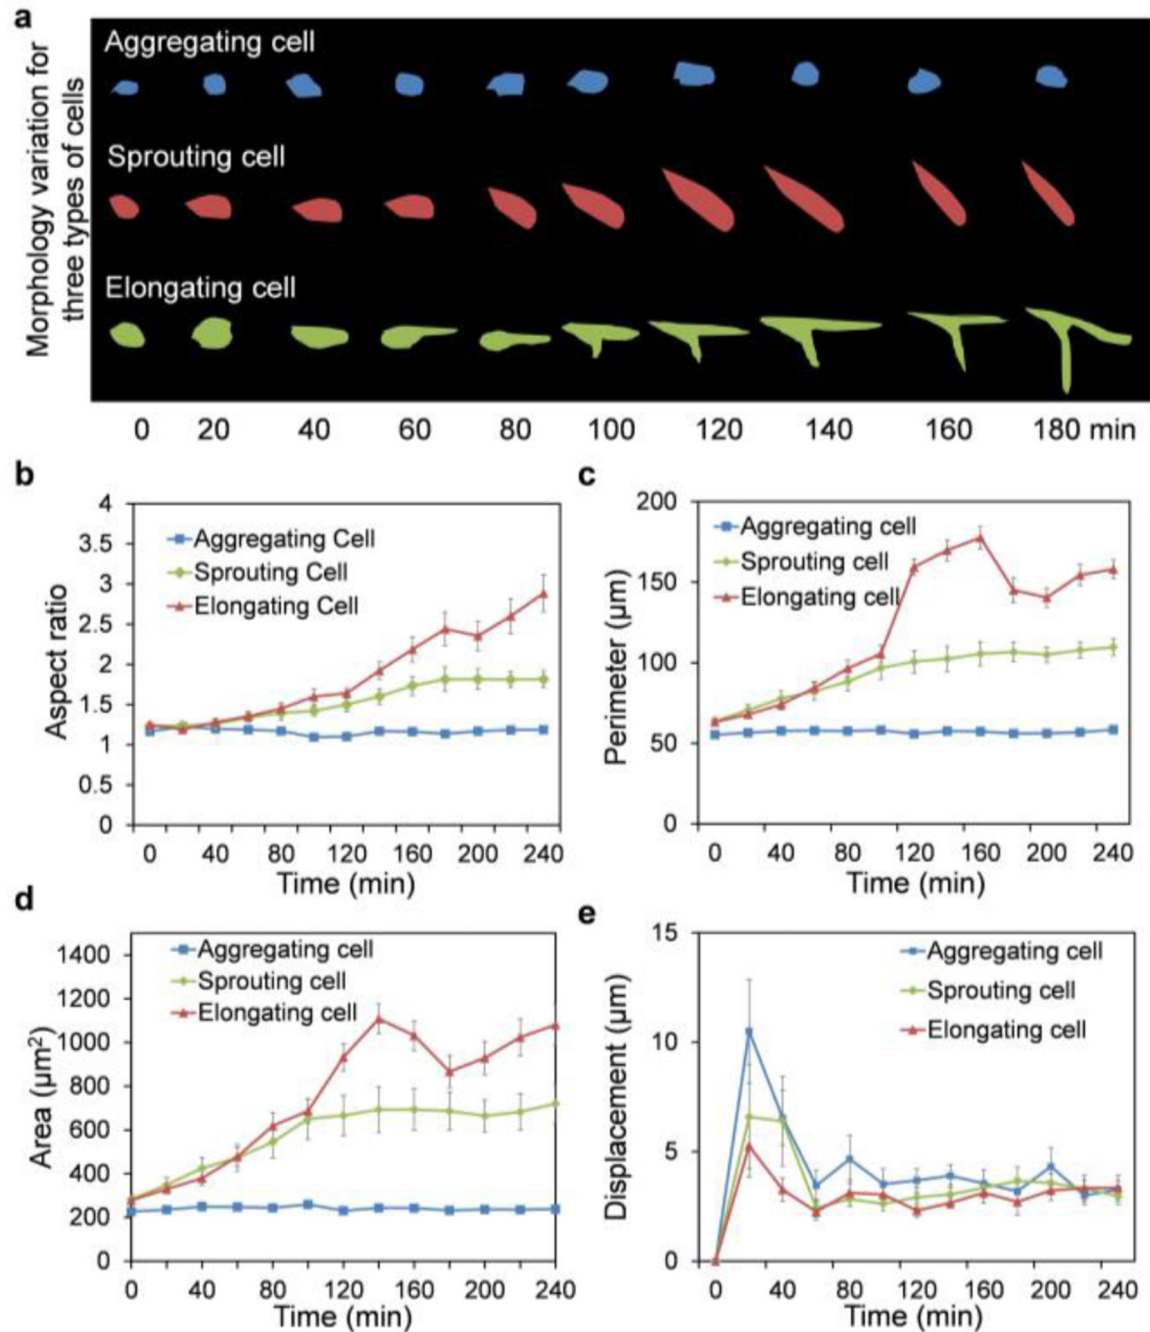 a
Morphology variation for
three types of cells
Aggregating cell
Sprouting cell
Elongating cell
0 20 40 60 80 100 120 140 160 180 min
b
4
3.5
3
2.5
2
1.5
1
0.5
0
Aspect ratio
Aggregating Cell
Sprouting Cell
Elongating Cell
0 40 80 120 160 200 240
Time (min)
c
200
150
100
50
0
Perimeter (μm)
Aggregating cell
Sprouting cell
Elongating cell
0 40 80 120 160 200 240
Time (min)
d
1400
1200
1000
800
600
400
200
0
Area (μm²)
Aggregating cell
Sprouting cell
Elongating cell
0 40 80 120 160 200 240
Time (min)
e
15
10
5
0
Displacement (μm)
Aggregating cell
Sprouting cell
Elongating cell
0 40 80 120 160 200 240
Time (min)